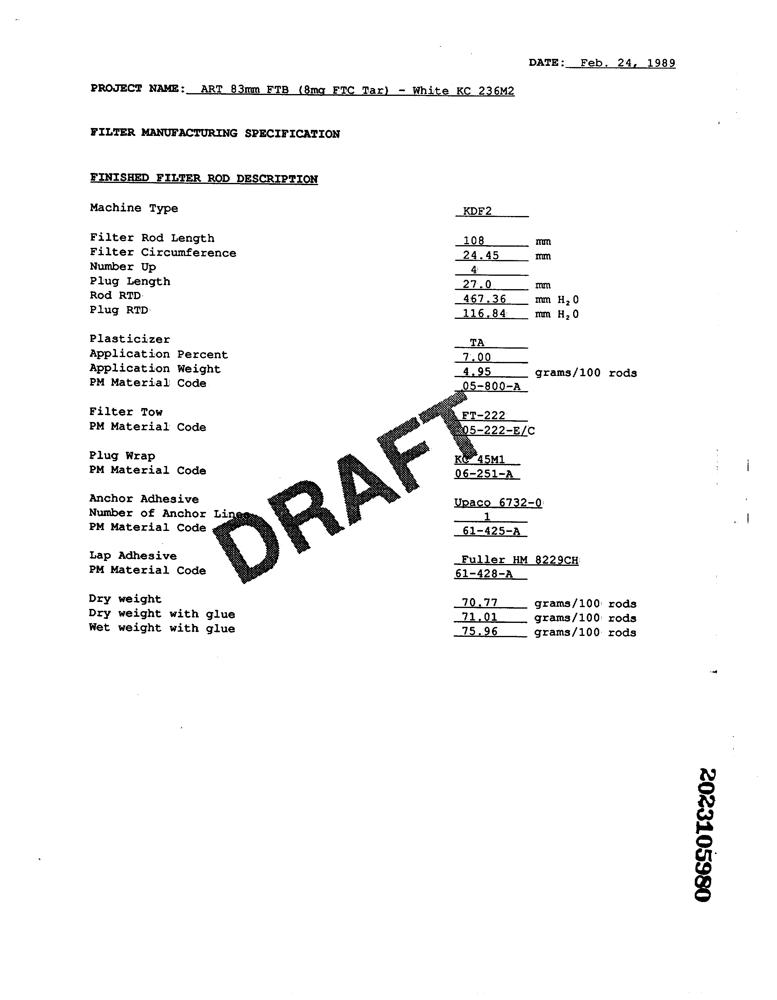 DATE: Feb. 24, 1989
PROJECT NAME: ART 83mm FTB (8mg FTC Tar) - White KC 236M2
FILTER MANUFACTURING SPECIFICATION
FINISHED FILTER ROD DESCRIPTION
Machine Type KDF2
Filter Rod Length 108 mm
Filter Circumference 24.45 mm
Number Up 4
Plug Length 27.0 mm
Rod RTD 467.36 mm H₂O
Plug RTD 116.84 mm H₂O
Plasticizer TA
Application Percent 7.00
Application Weight 4.95 grams/100 rods
PM Material Code 05-800-A
Filter Tow FT-222
PM Material Code 05-222-E/C
Plug Wrap KC 45M1
PM Material Code 06-251-A
Anchor Adhesive Upaco 6732-0
Number of Anchor Lines 1
PM Material Code 61-425-A
Lap Adhesive Fuller HM 8229CH
PM Material Code 61-428-A
Dry weight 70.77 grams/100 rods
Dry weight with glue 71.01 grams/100 rods
Wet weight with glue 75.96 grams/100 rods
DRAFT
2023105980